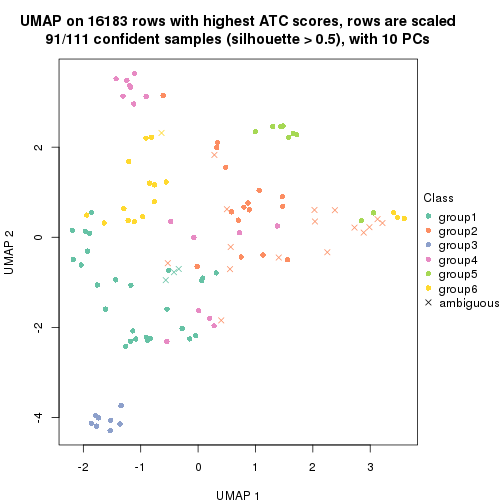 UMAP on 16183 rows with highest ATC scores, rows are scaled
91/111 confident samples (silhouette > 0.5), with 10 PCs
Class
group1
group2
group3
group4
group5
group6
ambiguous
2
0
-2
-4
UMAP 2
-2 -1 0 1 2 3
UMAP 1